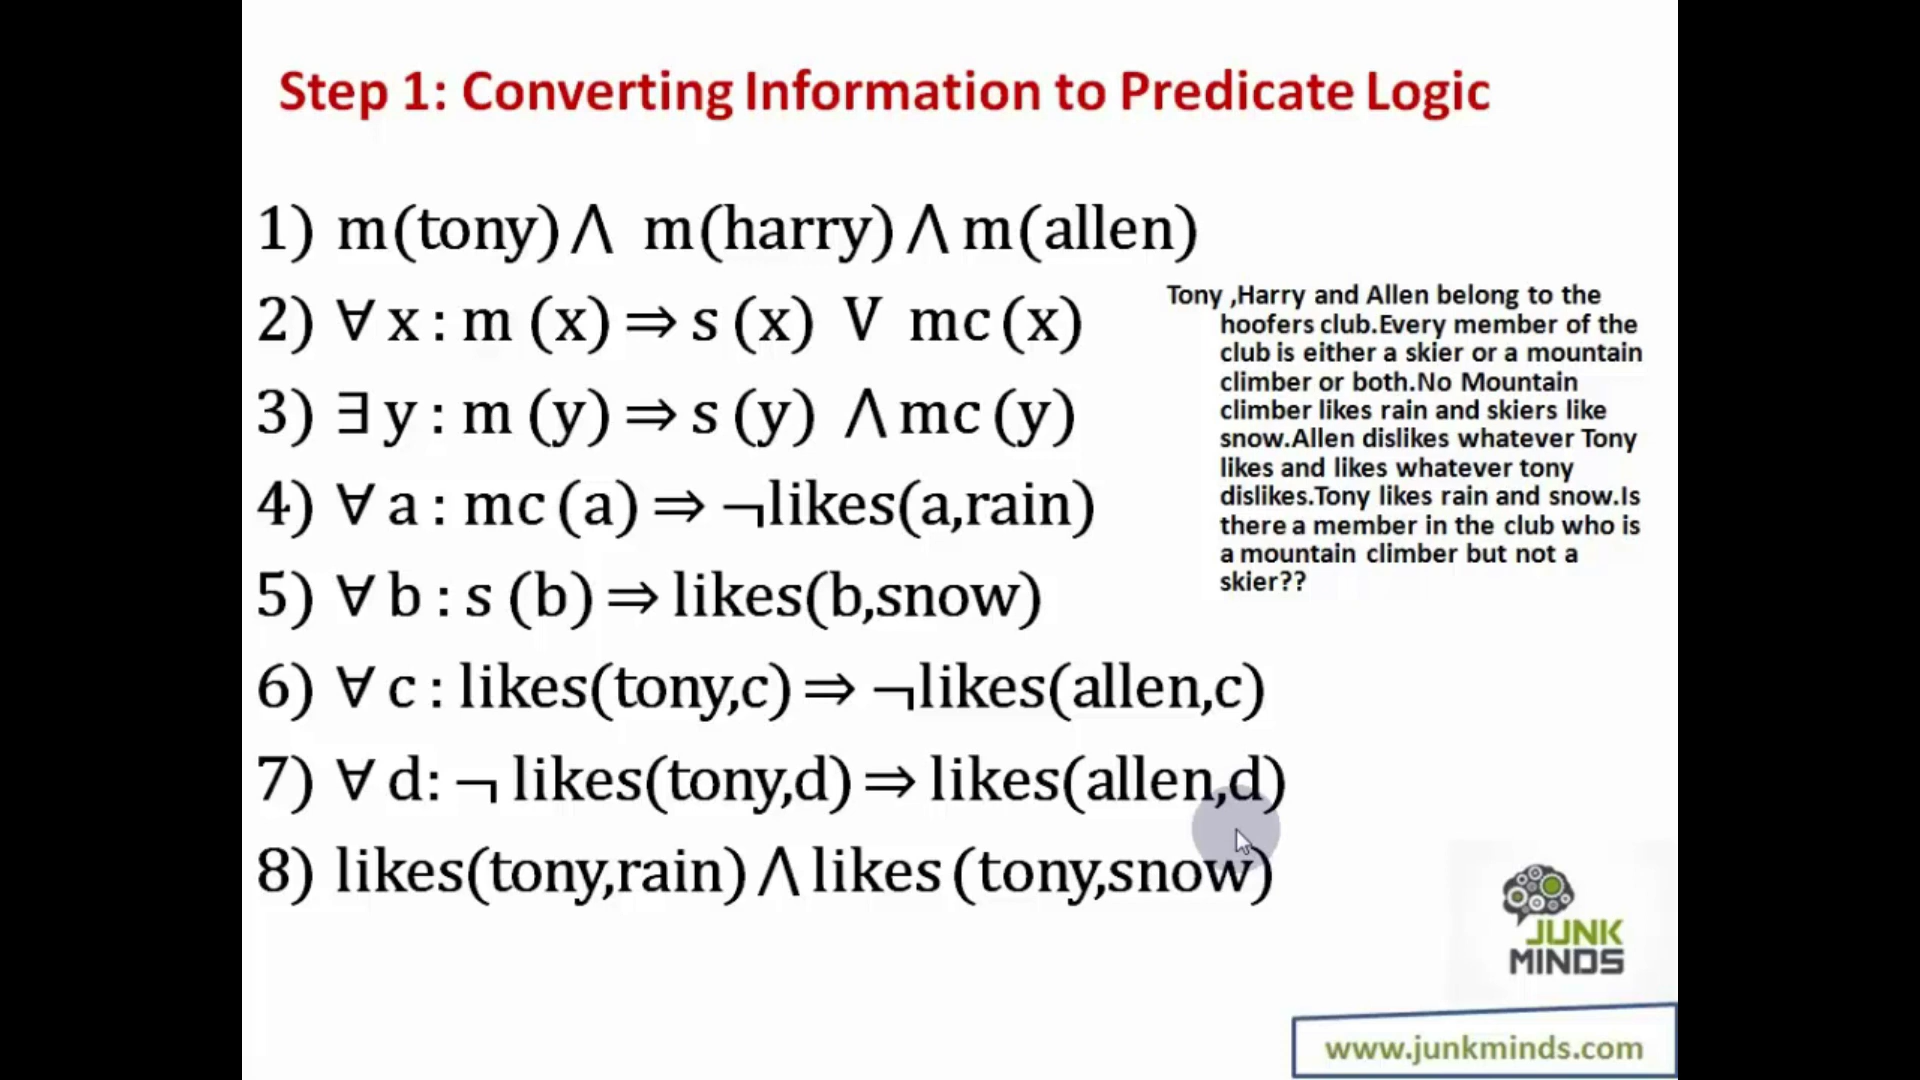 Step 1: Converting Information to Predicate Logic
1) m(tony) ⋀ m(harry) ⋀ m(allen)
2) ∀ x : m (x) ⇒ s (x) ⋁ mc (x)
3) ∃ y : m (y) ⇒ s (y) ⋀ mc (y)
4) ∀ a : mc (a) ⇒ ¬likes(a,rain)
5) ∀ b : s (b) ⇒ likes(b,snow)
6) ∀ c : likes(tony,c) ⇒ ¬likes(allen,c)
7) ∀ d: ¬ likes(tony,d) ⇒ likes(allen,d)
8) likes(tony,rain) ⋀ likes (tony,snow)
Tony ,Harry and Allen belong to the
hoofers club.Every member of the
club is either a skier or a mountain
climber or both.No Mountain
climber likes rain and skiers like
snow.Allen dislikes whatever Tony
likes and likes whatever tony
dislikes.Tony likes rain and snow.Is
there a member in the club who is
a mountain climber but not a
skier??
JUNK
MINDS
www.junkminds.com